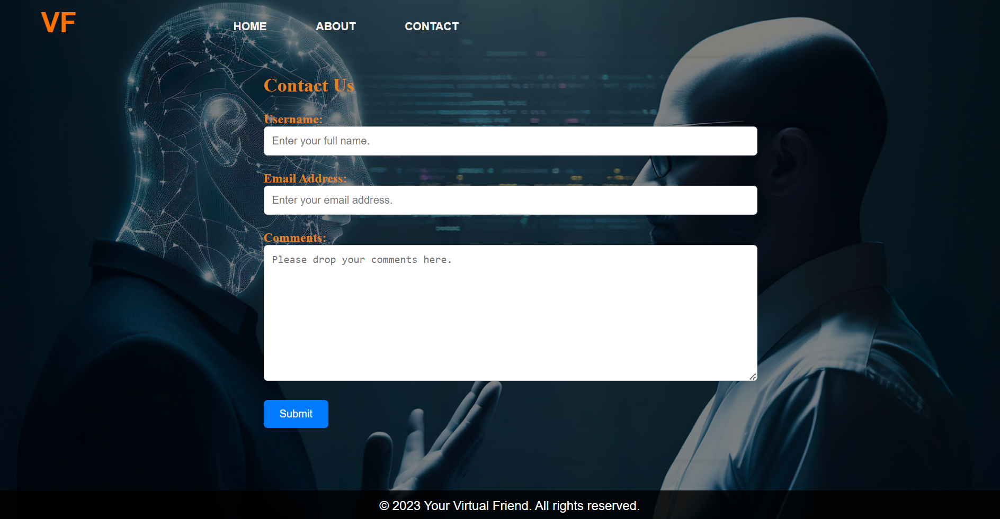 VF
HOME ABOUT CONTACT
Contact Us
Username:
Enter your full name.
Email Address:
Enter your email address.
Comments:
Please drop your comments here.
Submit
© 2023 Your Virtual Friend. All rights reserved.